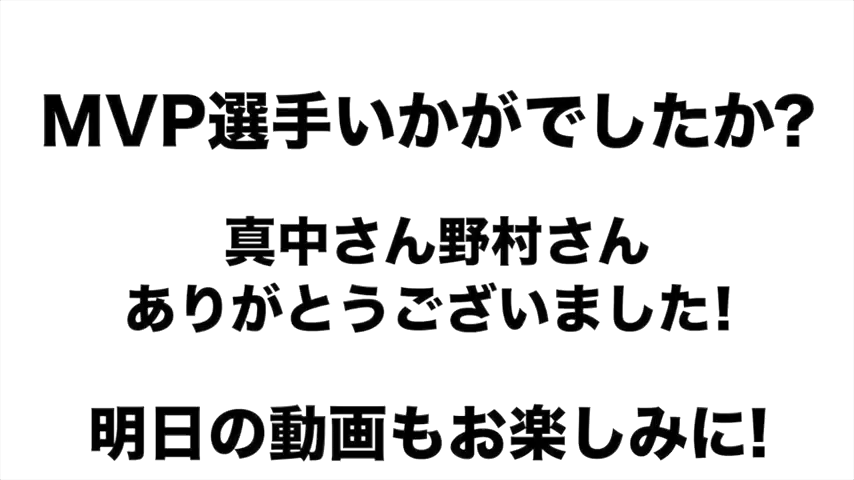 MVP選手いかがでしたか?
真中さん野村さん
ありがとうございました!
明日の動画もお楽しみに!